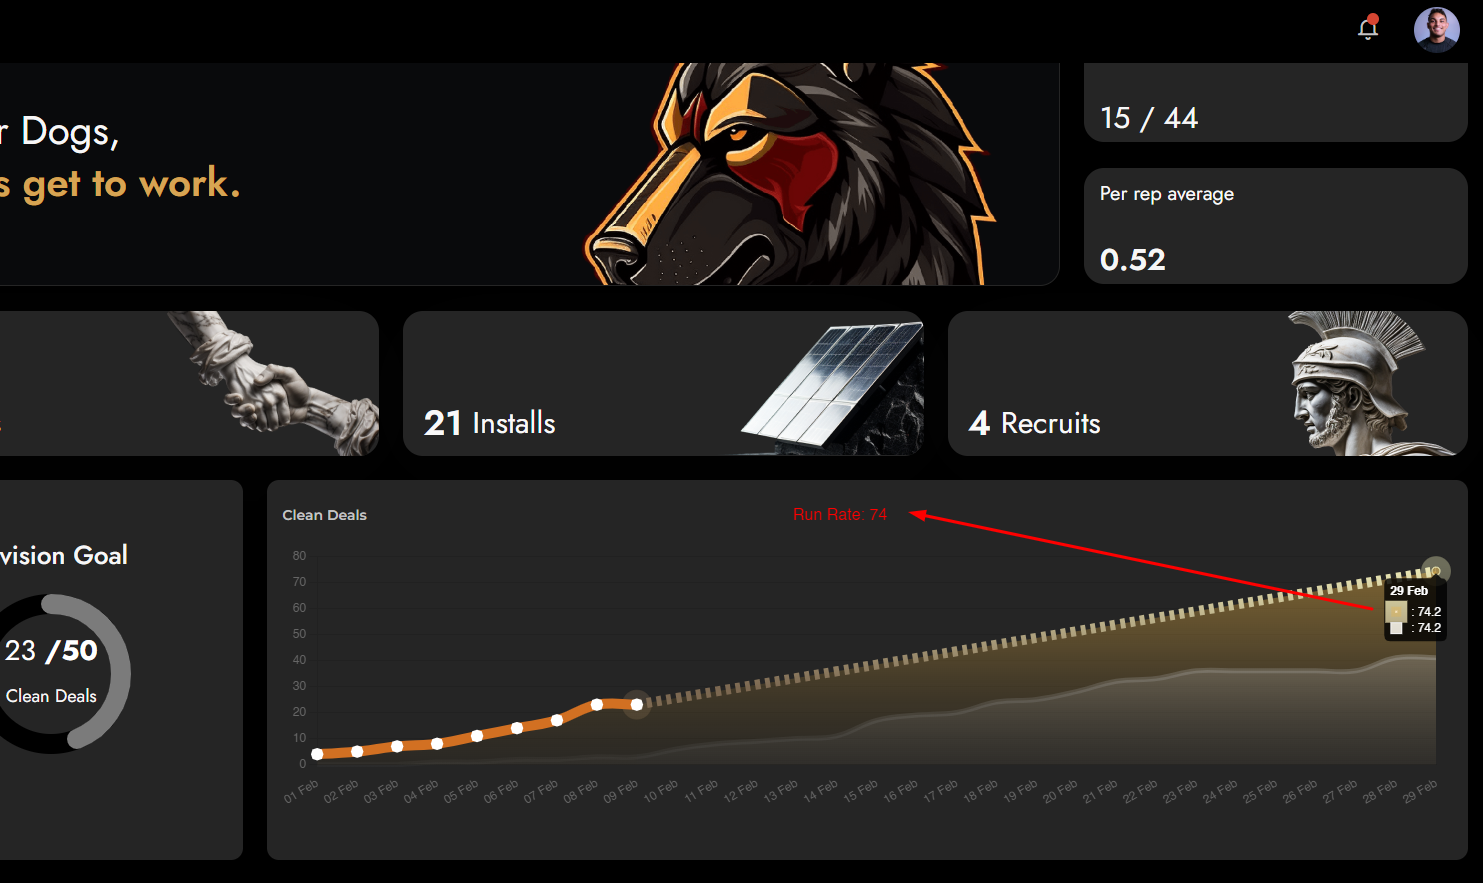 r Dogs,
s get to work.
15 / 44
Per rep average
0.52
21 Installs
4 Recruits
vision Goal
23 /50
Clean Deals
Clean Deals
Run Rate: 74
80
70
60
50
40
30
20
10
0
29 Feb
: 74.2
: 74.2
01 Feb
02 Feb
03 Feb
04 Feb
05 Feb
06 Feb
07 Feb
08 Feb
09 Feb
10 Feb
11 Feb
12 Feb
13 Feb
14 Feb
15 Feb
16 Feb
17 Feb
18 Feb
19 Feb
20 Feb
21 Feb
22 Feb
23 Feb
24 Feb
25 Feb
26 Feb
27 Feb
28 Feb
29 Feb